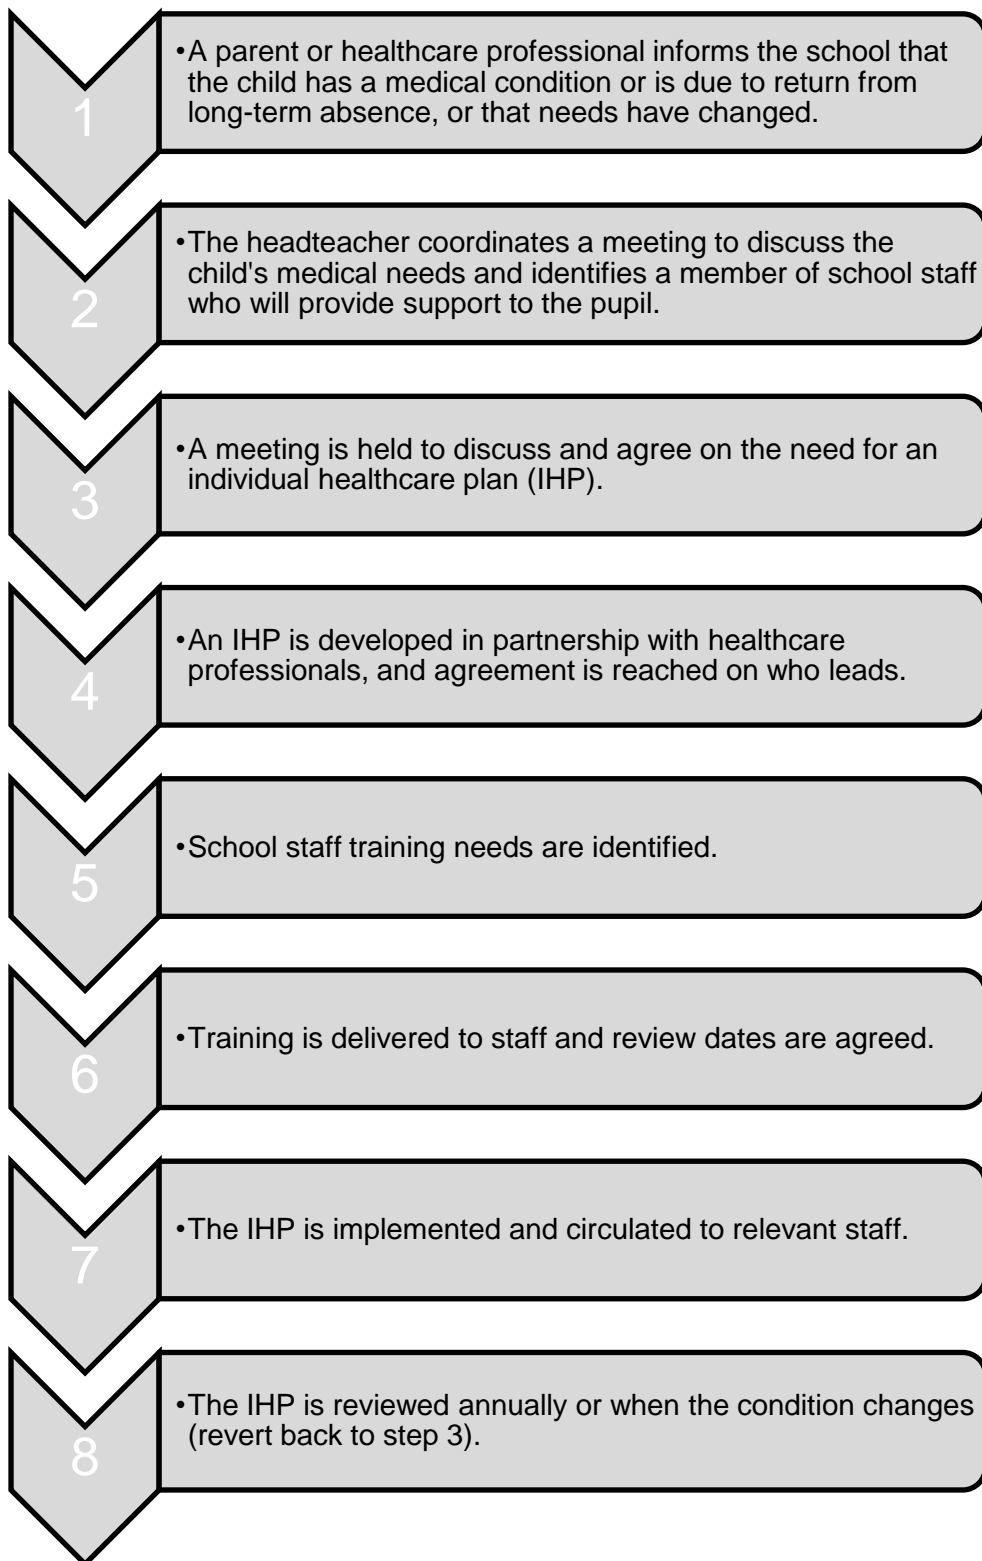 1
•A parent or healthcare professional informs the school that
the child has a medical condition or is due to return from
long-term absence, or that needs have changed.
2
•The headteacher coordinates a meeting to discuss the
child's medical needs and identifies a member of school staff
who will provide support to the pupil.
3
•A meeting is held to discuss and agree on the need for an
individual healthcare plan (IHP).
4
•An IHP is developed in partnership with healthcare
professionals, and agreement is reached on who leads.
5
•School staff training needs are identified.
6
•Training is delivered to staff and review dates are agreed.
7
•The IHP is implemented and circulated to relevant staff.
8
•The IHP is reviewed annually or when the condition changes
(revert back to step 3).